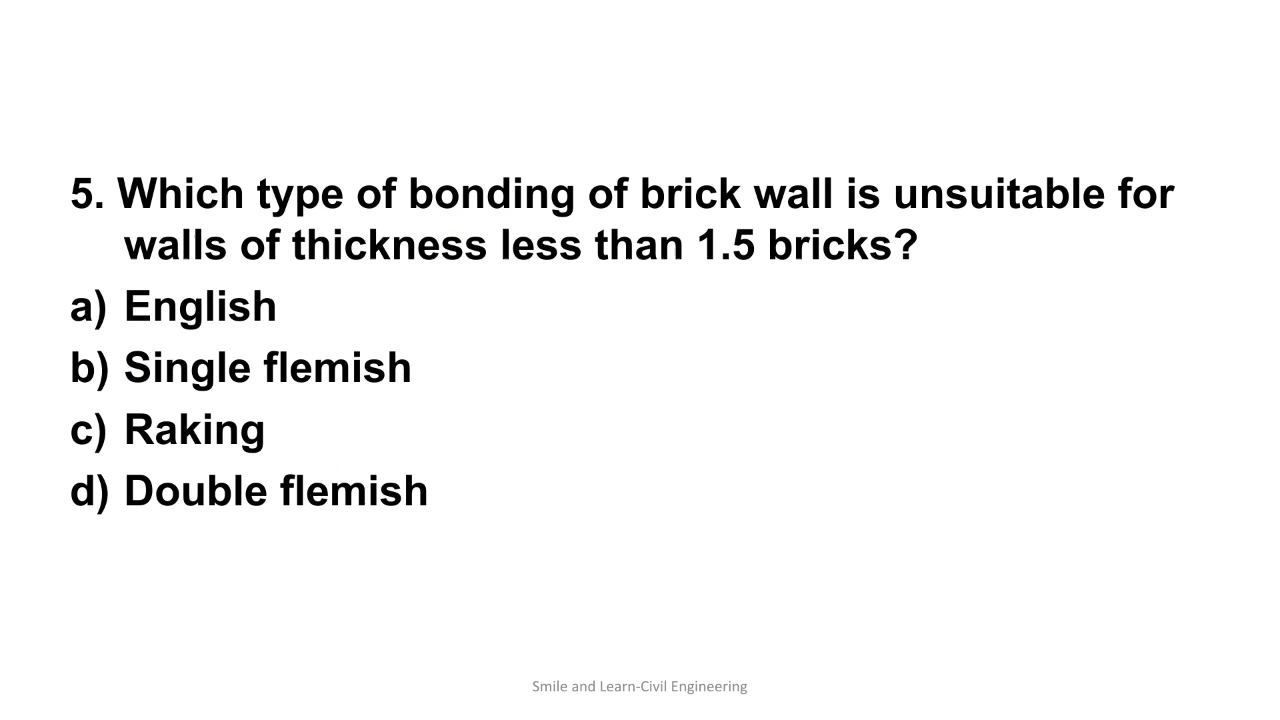 5. Which type of bonding of brick wall is unsuitable for
walls of thickness less than 1.5 bricks?
a) English
b) Single flemish
c) Raking
d) Double flemish
Smile and Learn-Civil Engineering